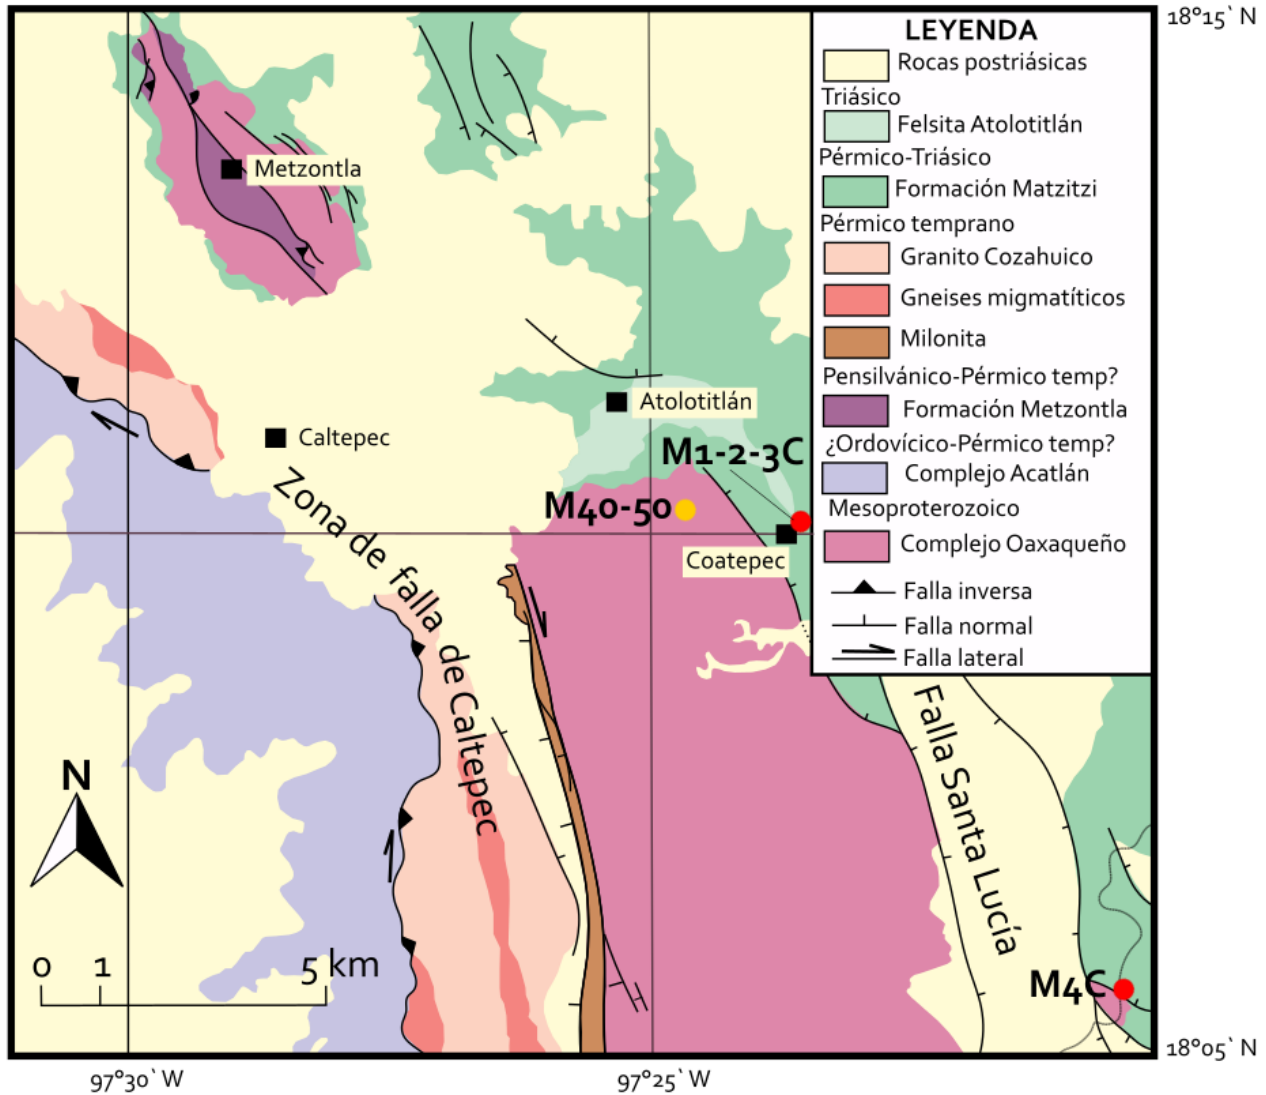 18°15` N
LEYENDA
Rocas postriásicas
Triásico
Felsita Atolotitlán
Pérmico-Triásico
Formación Matzitzi
Pérmico temprano
Granito Cozahuico
Gneises migmatíticos
Milonita
Pensilvánico-Pérmico temp?
Formación Metzontla
¿Ordovícico-Pérmico temp?
Complejo Acatlán
Mesoproterozoico
Complejo Oaxaqueño
Falla inversa
Falla normal
Falla lateral
Metzontla
Atolotitlán
Caltepec
M1-2-3C
M40-50
Coatepec
Zona de falla de Caltepec
Falla Santa Lucía
N
0 1 5 km
M4C
18°05` N
97°30` W
97°25` W